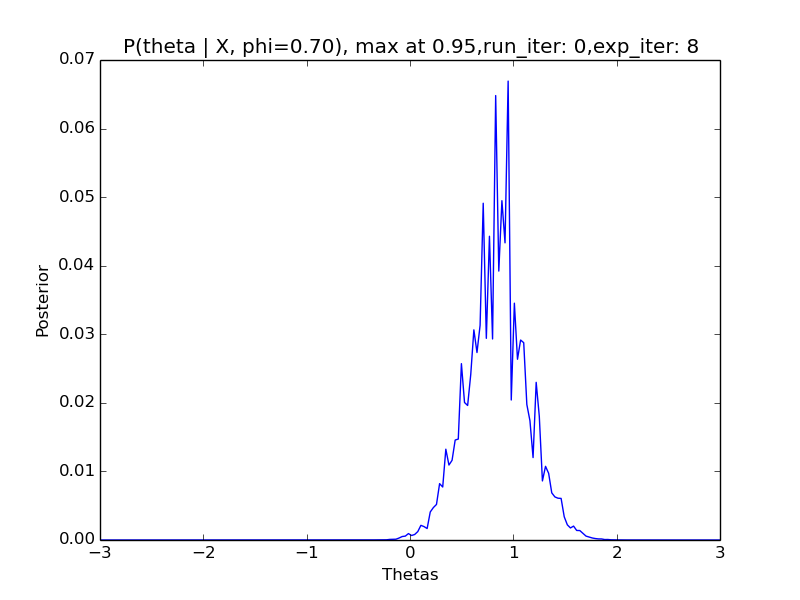 P(theta | X, phi=0.70), max at 0.95,run_iter: 0,exp_iter: 8
0.07
0.06
0.05
0.04
0.03
0.02
0.01
0.00
Posterior
−3 −2 −1 0 1 2 3
Thetas